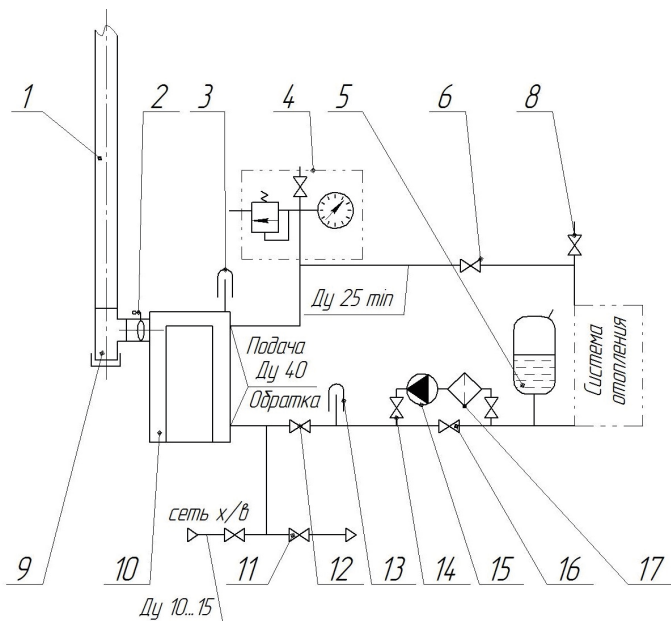 1
2
3
4
5
6
8
Ду 25 min
Подача
Ду 40
Обратка
Система
отопления
сеть х/в
9
10
11
12
13
14
15
16
17
Ду 10...15